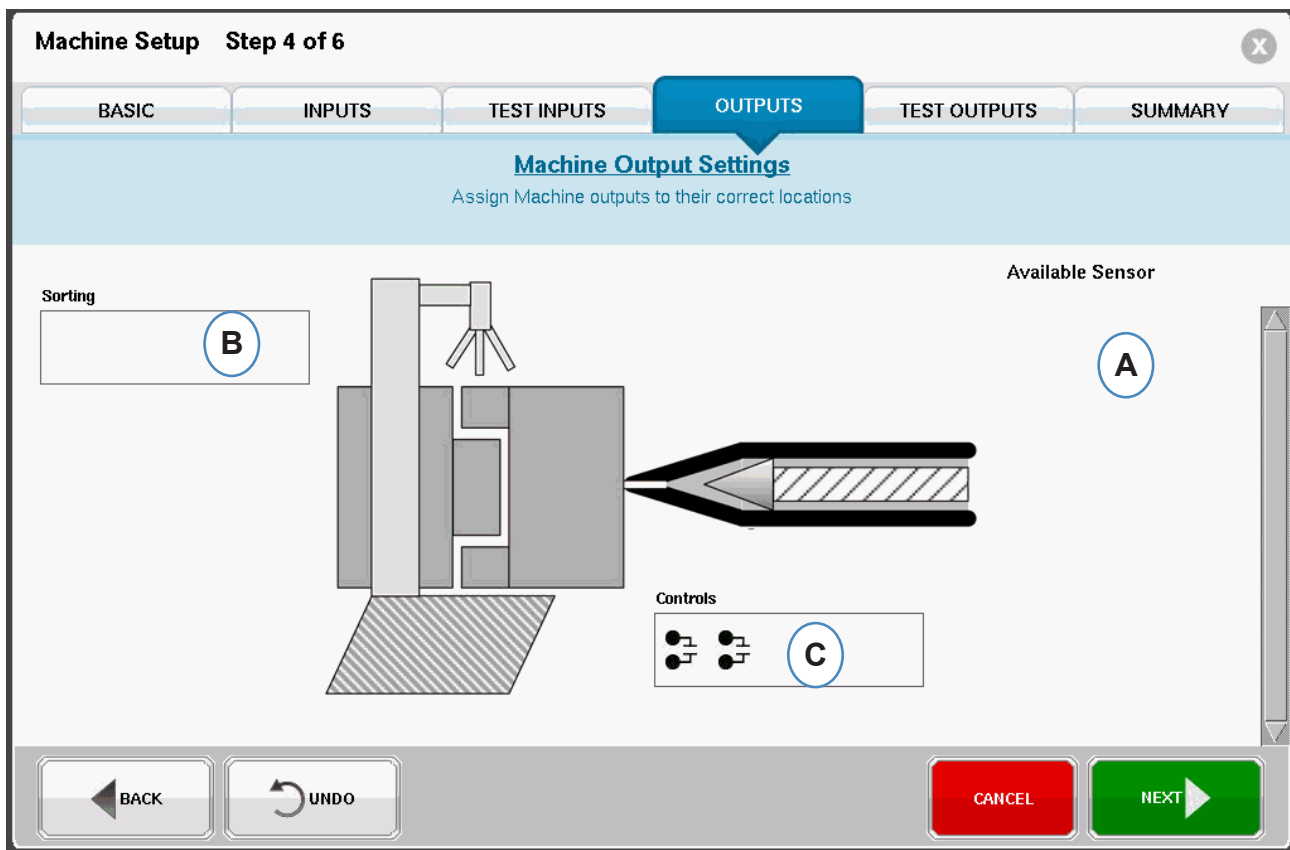 Machine Setup Step 4 of 6
X
BASIC
INPUTS
TEST INPUTS
OUTPUTS
TEST OUTPUTS
SUMMARY
Machine Output Settings
Assign Machine outputs to their correct locations
Available Sensor
Sorting
B
A
Controls
C
BACK
UNDO
CANCEL
NEXT